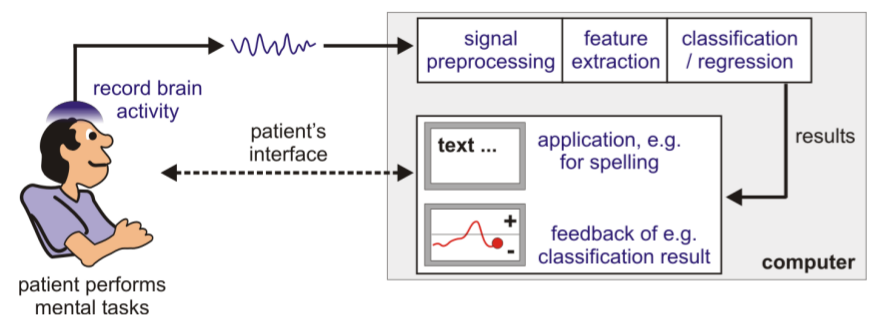 signal
preprocessing
feature
extraction
classification
/ regression
record brain
activity
patient's
interface
results
text ...
application, e.g.
for spelling
+
-
feedback of e.g.
classification result
computer
patient performs
mental tasks